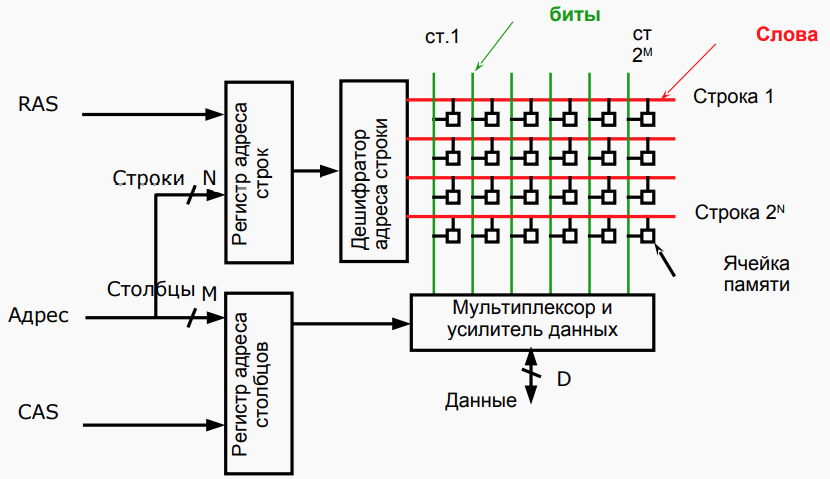 биты
Слова
ст.1
ст
2ᴹ
RAS
Строка 1
Строки
N
Регистр адреса
строк
Дешифратор
адреса строки
Строка 2ᴺ
Ячейка
памяти
Столбцы
M
Адрес
Регистр адреса
столбцов
Мультиплексор и
усилитель данных
D
Данные
CAS